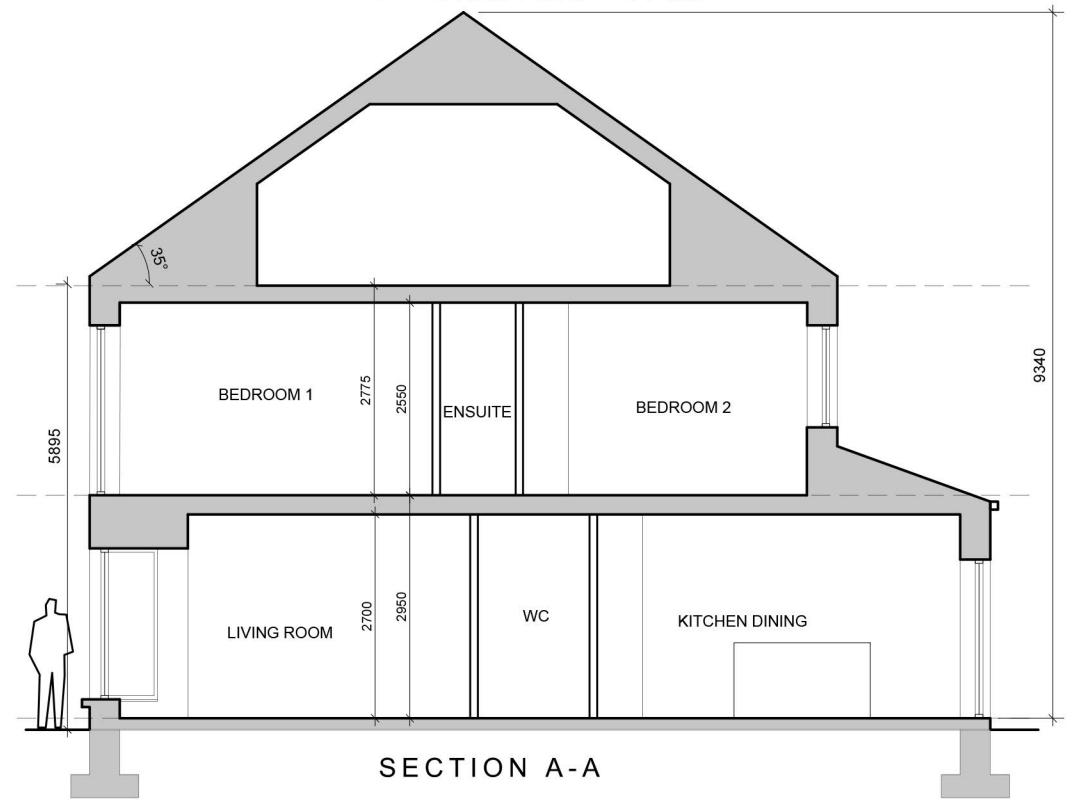 35°
9340
BEDROOM 1
2775
2550
ENSUITE
BEDROOM 2
5895
LIVING ROOM
2700
2950
WC
KITCHEN DINING
SECTION A-A